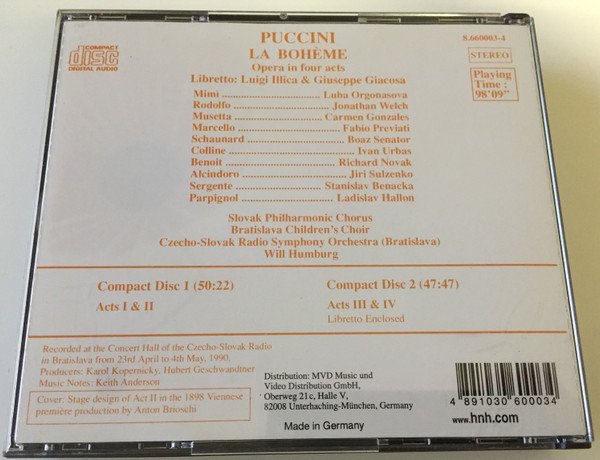 COMPACT
disc
DIGITAL AUDIO
PUCCINI
LA BOHÈME
Opera in four acts
Libretto: Luigi Illica & Giuseppe Giacosa
8.660003-4
STEREO
Playing
Time :
98'09"
Mimì ........................ Luba Orgonasova
Rodolfo ........................ Jonathan Welch
Musetta ........................ Carmen Gonzales
Marcello ........................ Fabio Previati
Schaunard ........................ Boaz Senator
Colline ........................ Ivan Urbas
Benoit ........................ Richard Novak
Alcindoro ........................ Jiri Sulzenko
Sergente ........................ Stanislav Benacka
Parpignol ........................ Ladislav Hallon
Slovak Philharmonic Chorus
Bratislava Children's Choir
Czecho-Slovak Radio Symphony Orchestra (Bratislava)
Will Humburg
Compact Disc 1 (50:22)
Acts I & II
Compact Disc 2 (47:47)
Acts III & IV
Libretto Enclosed
Recorded at the Concert Hall of the Czecho-Slovak Radio
in Bratislava from 23rd April to 4th May, 1990.
Producers: Karol Kopernicky, Hubert Geschwandtner
Music Notes: Keith Anderson
Cover: Stage design of Act II in the 1898 Viennese
première production by Anton Brioschi
Distribution: MVD Music und
Video Distribution GmbH,
Oberweg 21c, Halle V,
82008 Unterhaching-München, Germany
Made in Germany
4 891030 600034
www.hnh.com